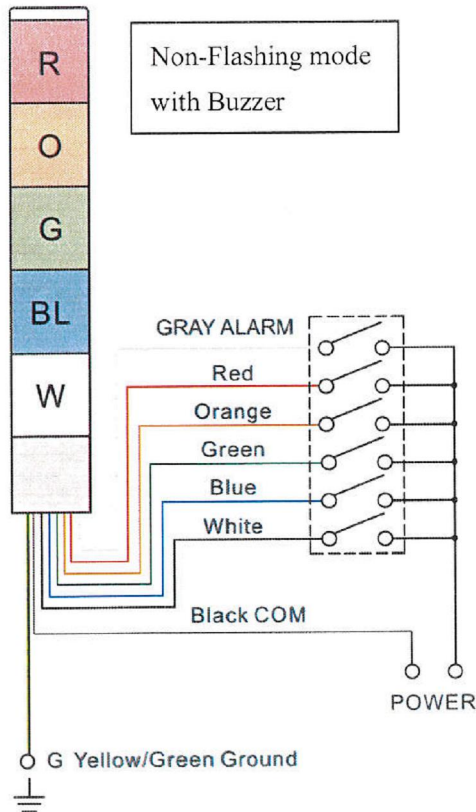 R
Non-Flashing mode
with Buzzer
O
G
BL
W
GRAY ALARM
Red
Orange
Green
Blue
White
Black COM
POWER
G Yellow/Green Ground